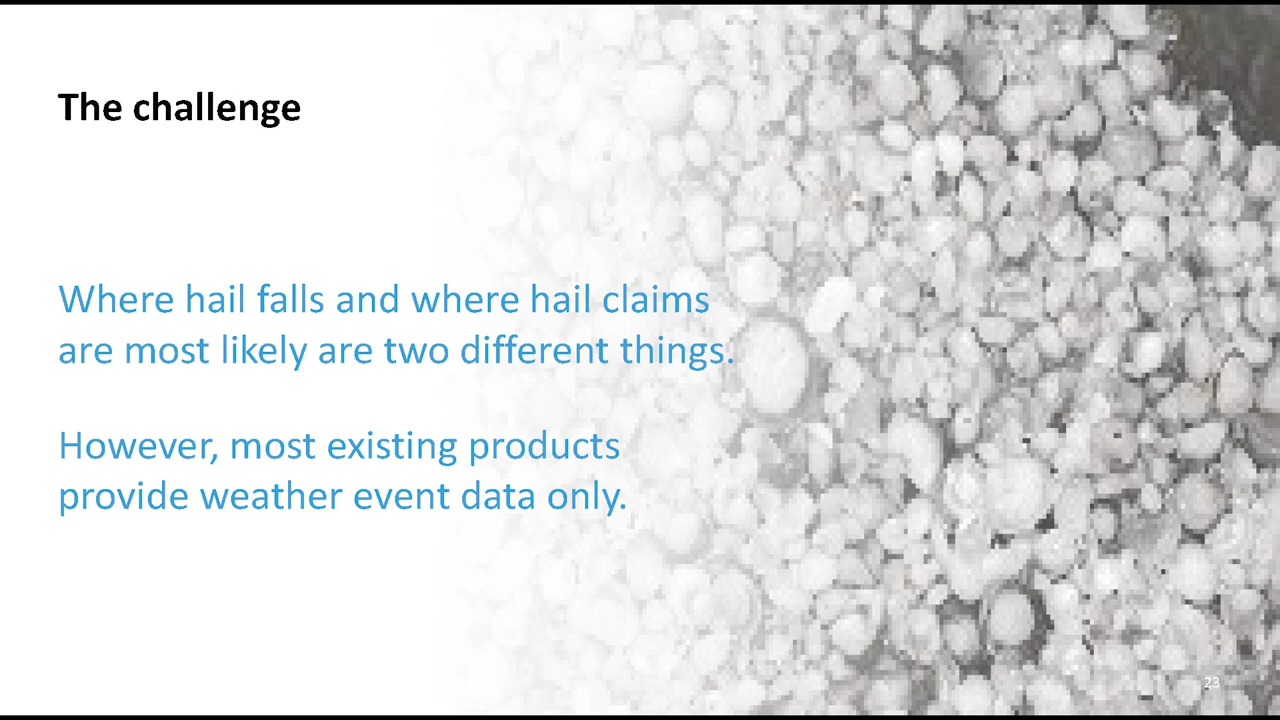 The challenge
Where hail falls and where hail claims
are most likely are two different things.
However, most existing products
provide weather event data only.
23